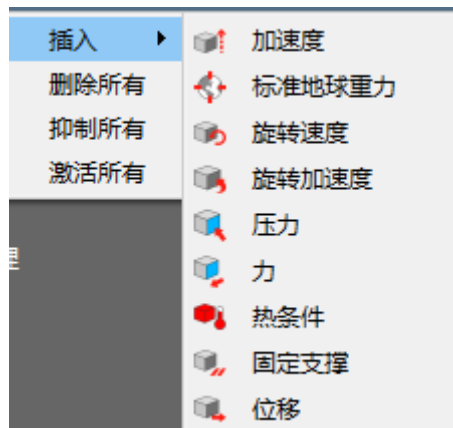 插入
删除所有
抑制所有
激活所有
理
加速度
标准地球重力
旋转速度
旋转加速度
压力
力
热条件
固定支撑
位移